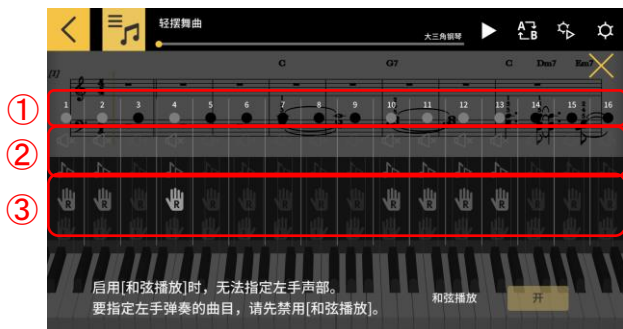 轻摆舞曲
大三角钢琴
A
B
C G7 C Dm7 Em7
[1]
① 1 2 3 4 5 6 7 8 9 10 11 12 13 14 15 16
②
③ R R R R R R R R R R R R R R R R
启用[和弦播放]时，无法指定左手声部。
要指定左手弹奏的曲目，请先禁用[和弦播放]。
和弦播放 开